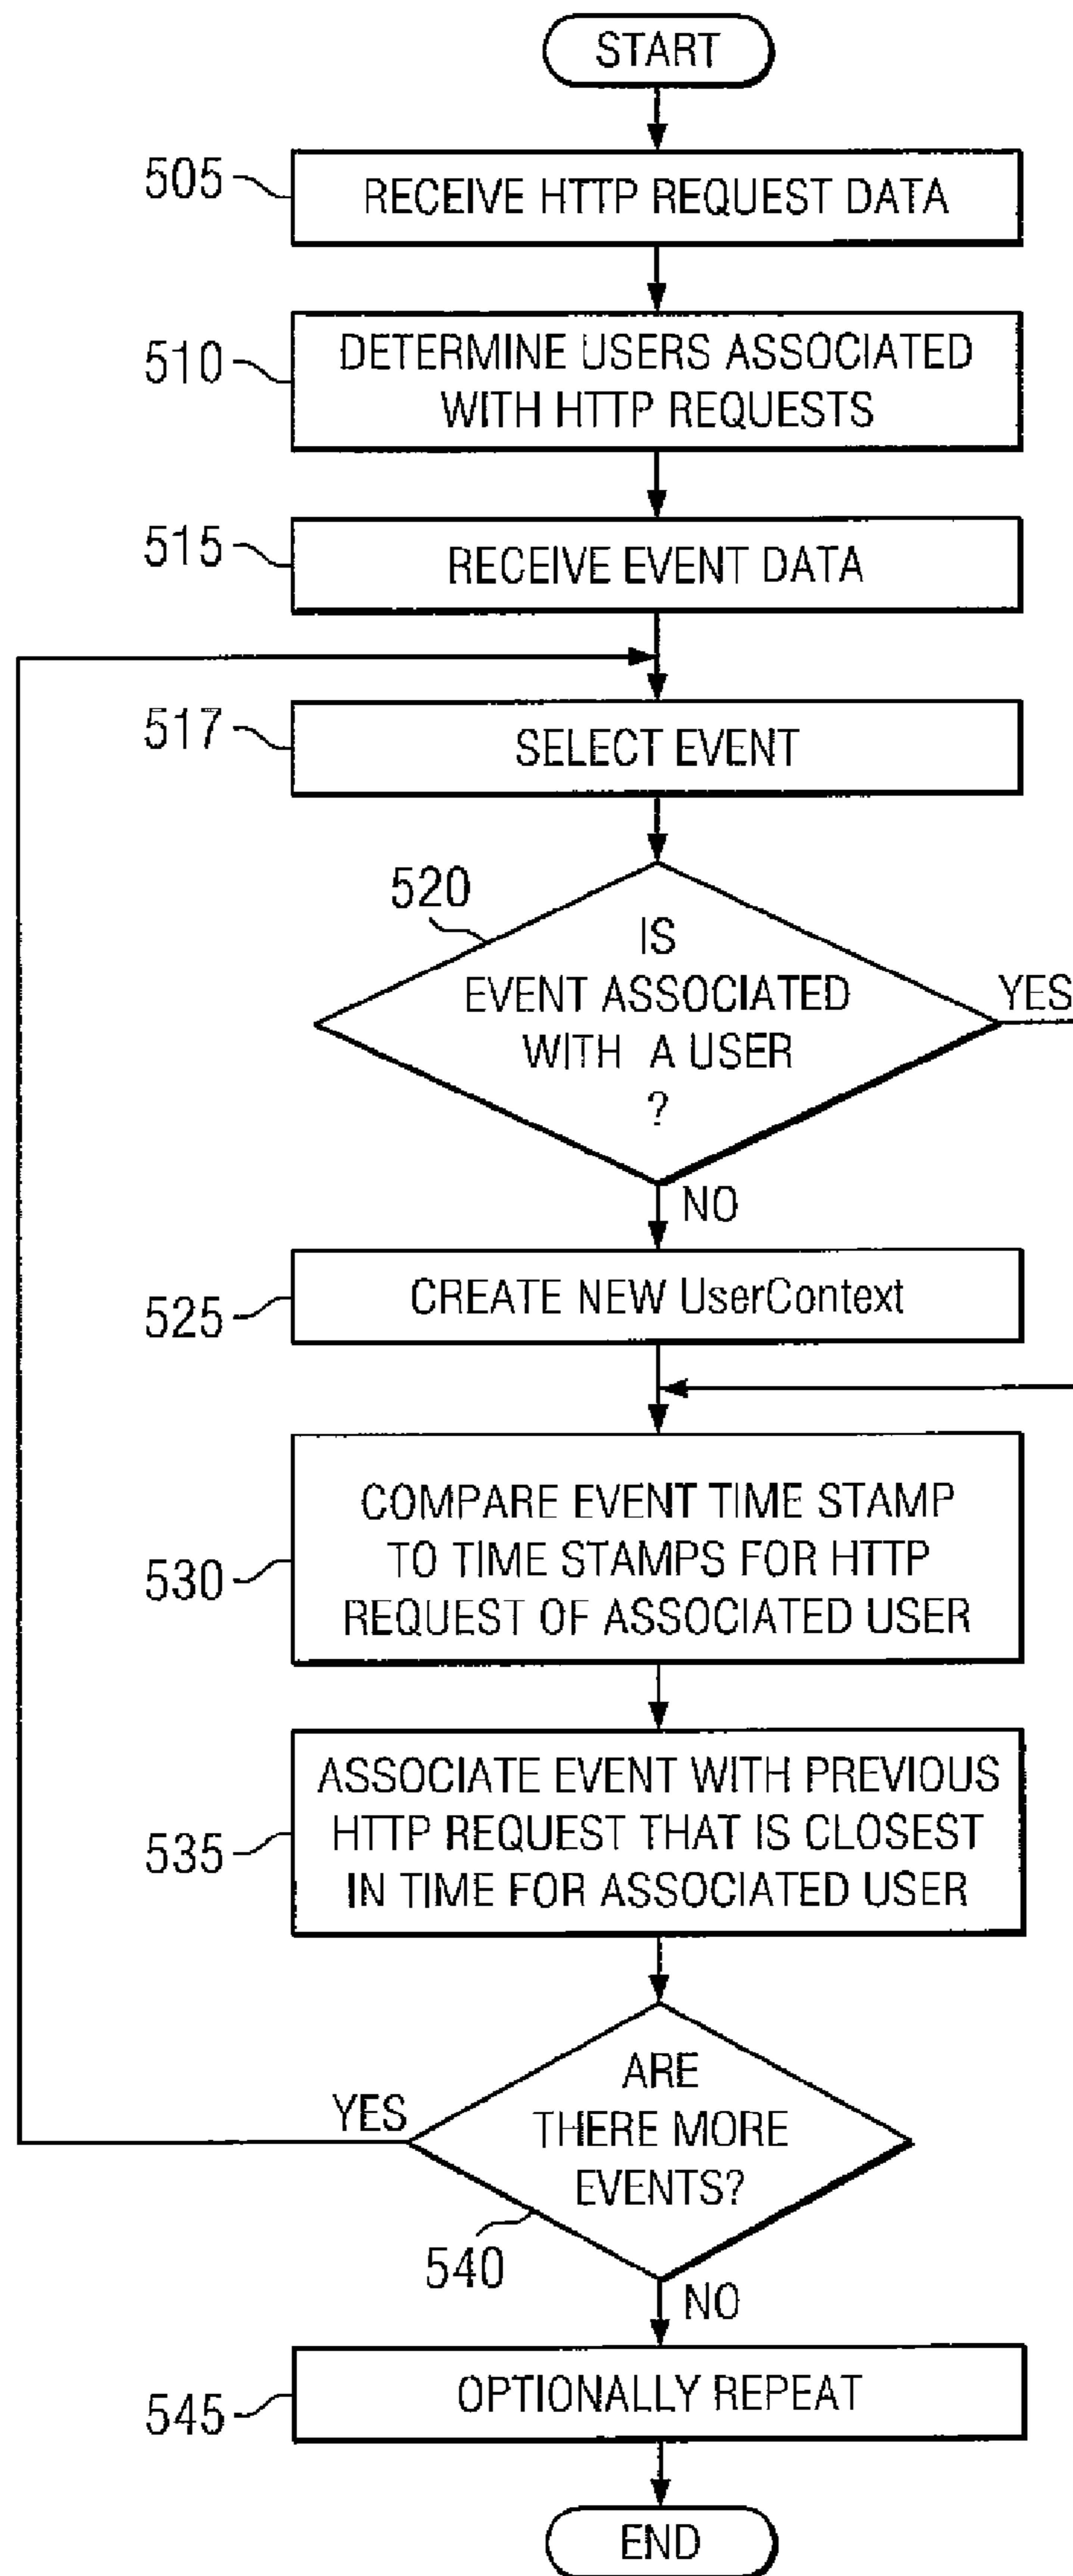 START
505
RECEIVE HTTP REQUEST DATA
510
DETERMINE USERS ASSOCIATED
WITH HTTP REQUESTS
515
RECEIVE EVENT DATA
517
SELECT EVENT
520
IS
EVENT ASSOCIATED
WITH A USER
?
YES
NO
525
CREATE NEW UserContext
530
COMPARE EVENT TIME STAMP
TO TIME STAMPS FOR HTTP
REQUEST OF ASSOCIATED USER
535
ASSOCIATE EVENT WITH PREVIOUS
HTTP REQUEST THAT IS CLOSEST
IN TIME FOR ASSOCIATED USER
ARE
THERE MORE
EVENTS?
YES
540
NO
545
OPTIONALLY REPEAT
END